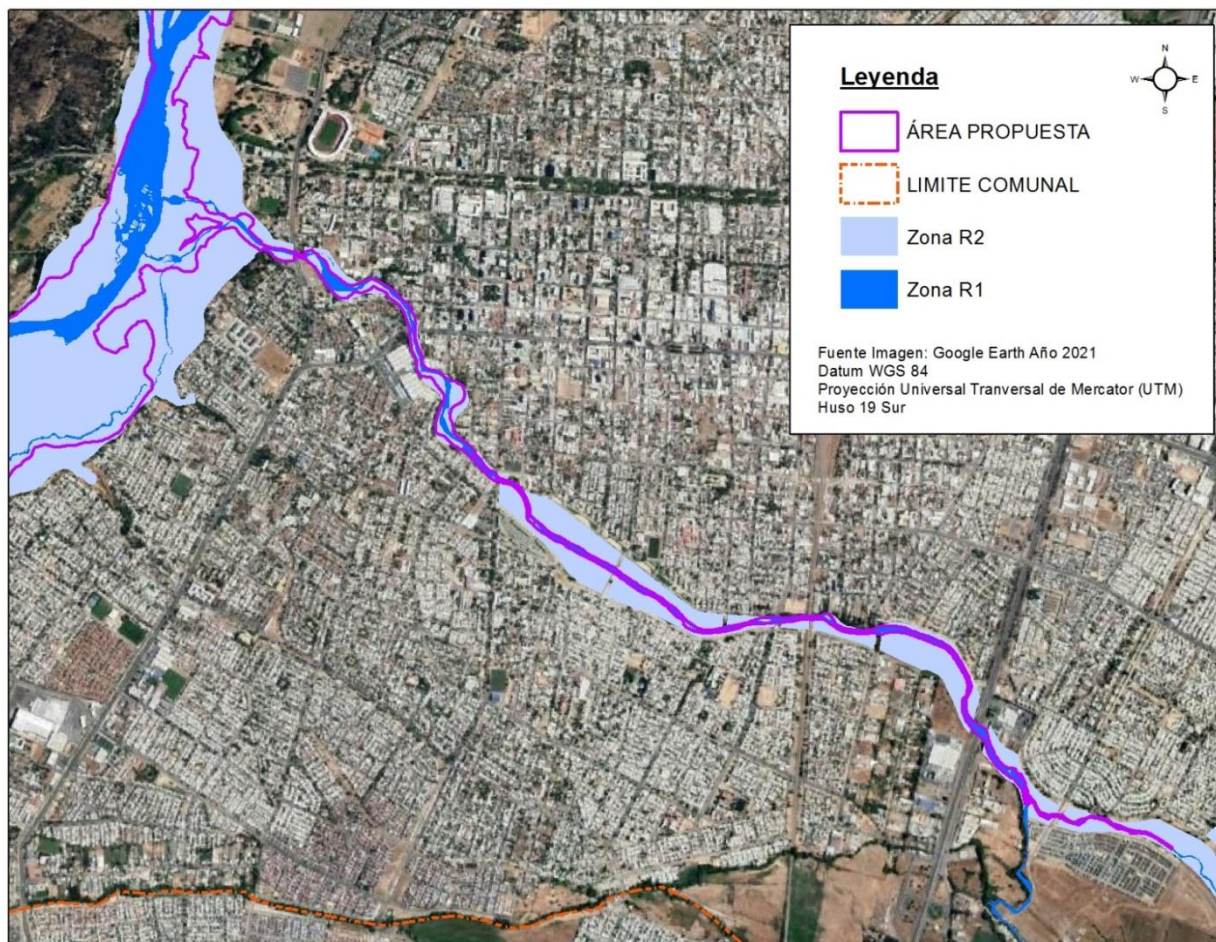 Leyenda
N
W
E
S
ÁREA PROPUESTA
LIMITE COMUNAL
Zona R2
Zona R1
Fuente Imagen: Google Earth Año 2021
Datum WGS 84
Proyección Universal Tranversal de Mercator (UTM)
Huso 19 Sur